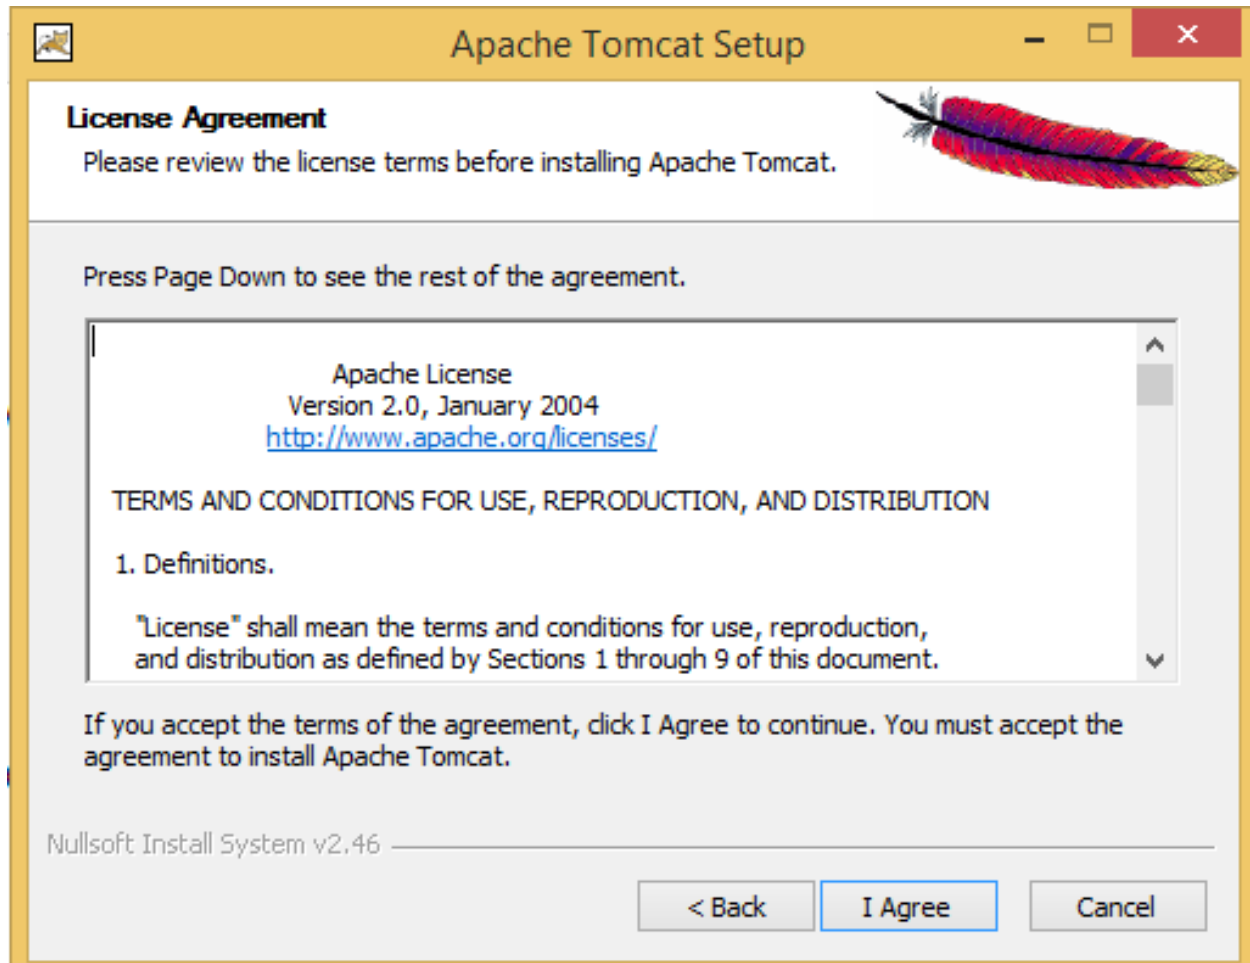 Apache Tomcat Setup
License Agreement
Please review the license terms before installing Apache Tomcat.
Press Page Down to see the rest of the agreement.
Apache License
Version 2.0, January 2004
http://www.apache.org/licenses/
TERMS AND CONDITIONS FOR USE, REPRODUCTION, AND DISTRIBUTION
1. Definitions.
"License" shall mean the terms and conditions for use, reproduction,
and distribution as defined by Sections 1 through 9 of this document.
If you accept the terms of the agreement, click I Agree to continue. You must accept the
agreement to install Apache Tomcat.
Nullsoft Install System v2.46
< Back I Agree Cancel